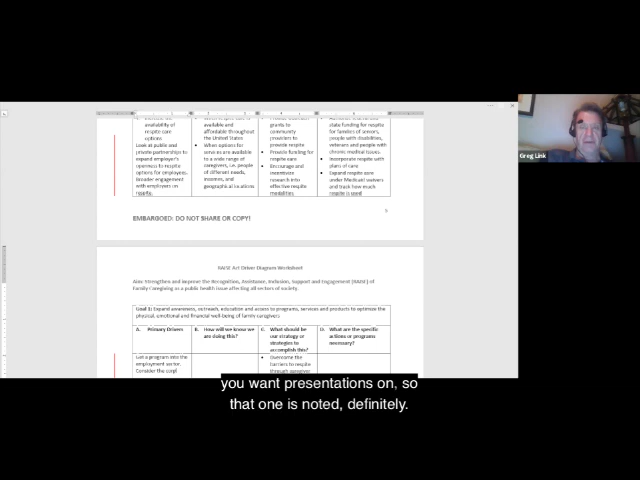 availability of
respite care
options
Look at public and
private partnerships to
expand employer's
openness to respite
options for employees.
Broader engagement
with employers on
respite.
available and
affordable throughout
the United States
When options for
services are available
to a wide range of
caregivers, i.e. people
of different needs,
incomes, and
geographical locations
grants to
community
providers to
provide respite
Provide funding for
respite care
Encourage and
incentivize
research into
effective respite
modalities
state funding for respite
for families of seniors,
people with disabilities,
veterans and people with
chronic medical issues.
Incorporate respite into
plans of care
Expand respite care
under Medicaid waivers
and track how much
respite is used
EMBARGOED: DO NOT SHARE OR COPY!
RAISE Act Driver Diagram Worksheet
Aim: Strengthen and improve the Recognition, Assistance, Inclusion, Support and Engagement (RAISE) of
Family Caregiving as a public health issue affecting all sectors of society.
Goal 1: Expand awareness, outreach, education and access to programs, services and products to optimize the
physical, emotional and financial well-being of family caregivers
A. Primary Drivers
B. How will we know we
are doing this?
C. What should be
our strategy or
strategies to
accomplish this?
D. What are the specific
actions or programs
necessary?
Get a program into the
employment sector.
Consider the
Overcome the
barriers to respite
through
Greg Link
you want presentations on, so
that one is noted, definitely.